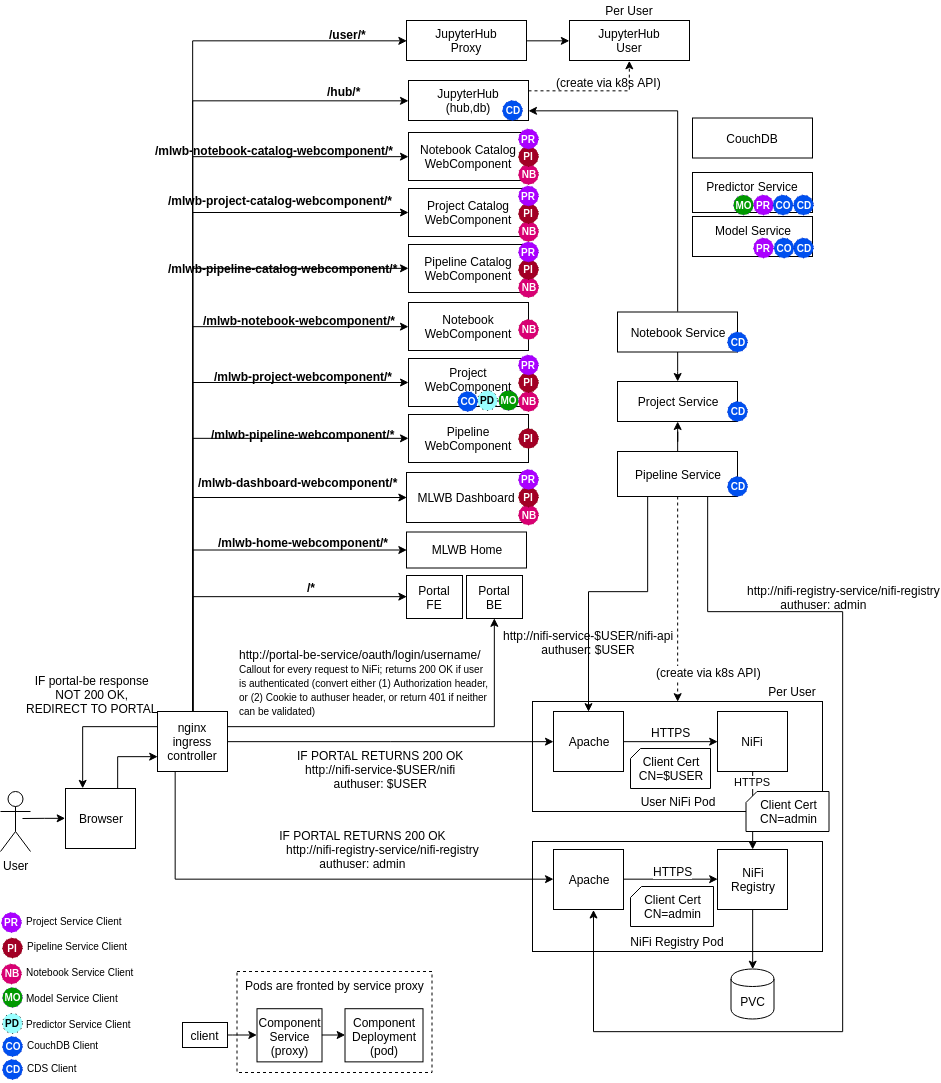 Per User
/user/*
JupyterHub
Proxy
JupyterHub
User
(create via k8s API)
/hub/*
JupyterHub
(hub,db)
CD
CouchDB
/mlwb-notebook-catalog-webcomponent/*
Notebook Catalog
WebComponent
PR
PI
NB
Predictor Service
MO
PR
CO
CD
/mlwb-project-catalog-webcomponent/*
Project Catalog
WebComponent
PR
PI
NB
Model Service
PR
CO
CD
/mlwb-pipeline-catalog-webcomponent/*
Pipeline Catalog
WebComponent
PR
PI
NB
/mlwb-notebook-webcomponent/*
Notebook
WebComponent
NB
Notebook Service
CD
/mlwb-project-webcomponent/*
Project
WebComponent
PR
PI
NB
CO
PD
MO
Project Service
CD
/mlwb-pipeline-webcomponent/*
Pipeline
WebComponent
PI
Pipeline Service
CD
/mlwb-dashboard-webcomponent/*
MLWB Dashboard
PR
PI
NB
/mlwb-home-webcomponent/*
MLWB Home
/*
Portal
FE
Portal
BE
http://nifi-registry-service/nifi-registry
authuser: admin
http://nifi-service-$USER/nifi-api
authuser: $USER
(create via k8s API)
http://portal-be-service/oauth/login/username/
Callout for every request to NiFi; returns 200 OK if user
is authenticated (convert either (1) Authorization header,
or (2) Cookie to authuser header, or return 401 if neither
can be validated)
IF portal-be response
NOT 200 OK,
REDIRECT TO PORTAL
nginx
ingress
controller
Per User
Apache
HTTPS
NiFi
Client Cert
CN=$USER
User NiFi Pod
HTTPS
Client Cert
CN=admin
IF PORTAL RETURNS 200 OK
http://nifi-service-$USER/nifi
authuser: $USER
Browser
User
IF PORTAL RETURNS 200 OK
http://nifi-registry-service/nifi-registry
authuser: admin
Apache
HTTPS
NiFi
Registry
Client Cert
CN=admin
NiFi Registry Pod
PVC
PR Project Service Client
PI Pipeline Service Client
NB Notebook Service Client
MO Model Service Client
PD Predictor Service Client
CO CouchDB Client
CD CDS Client
Pods are fronted by service proxy
client
Component
Service
(proxy)
Component
Deployment
(pod)